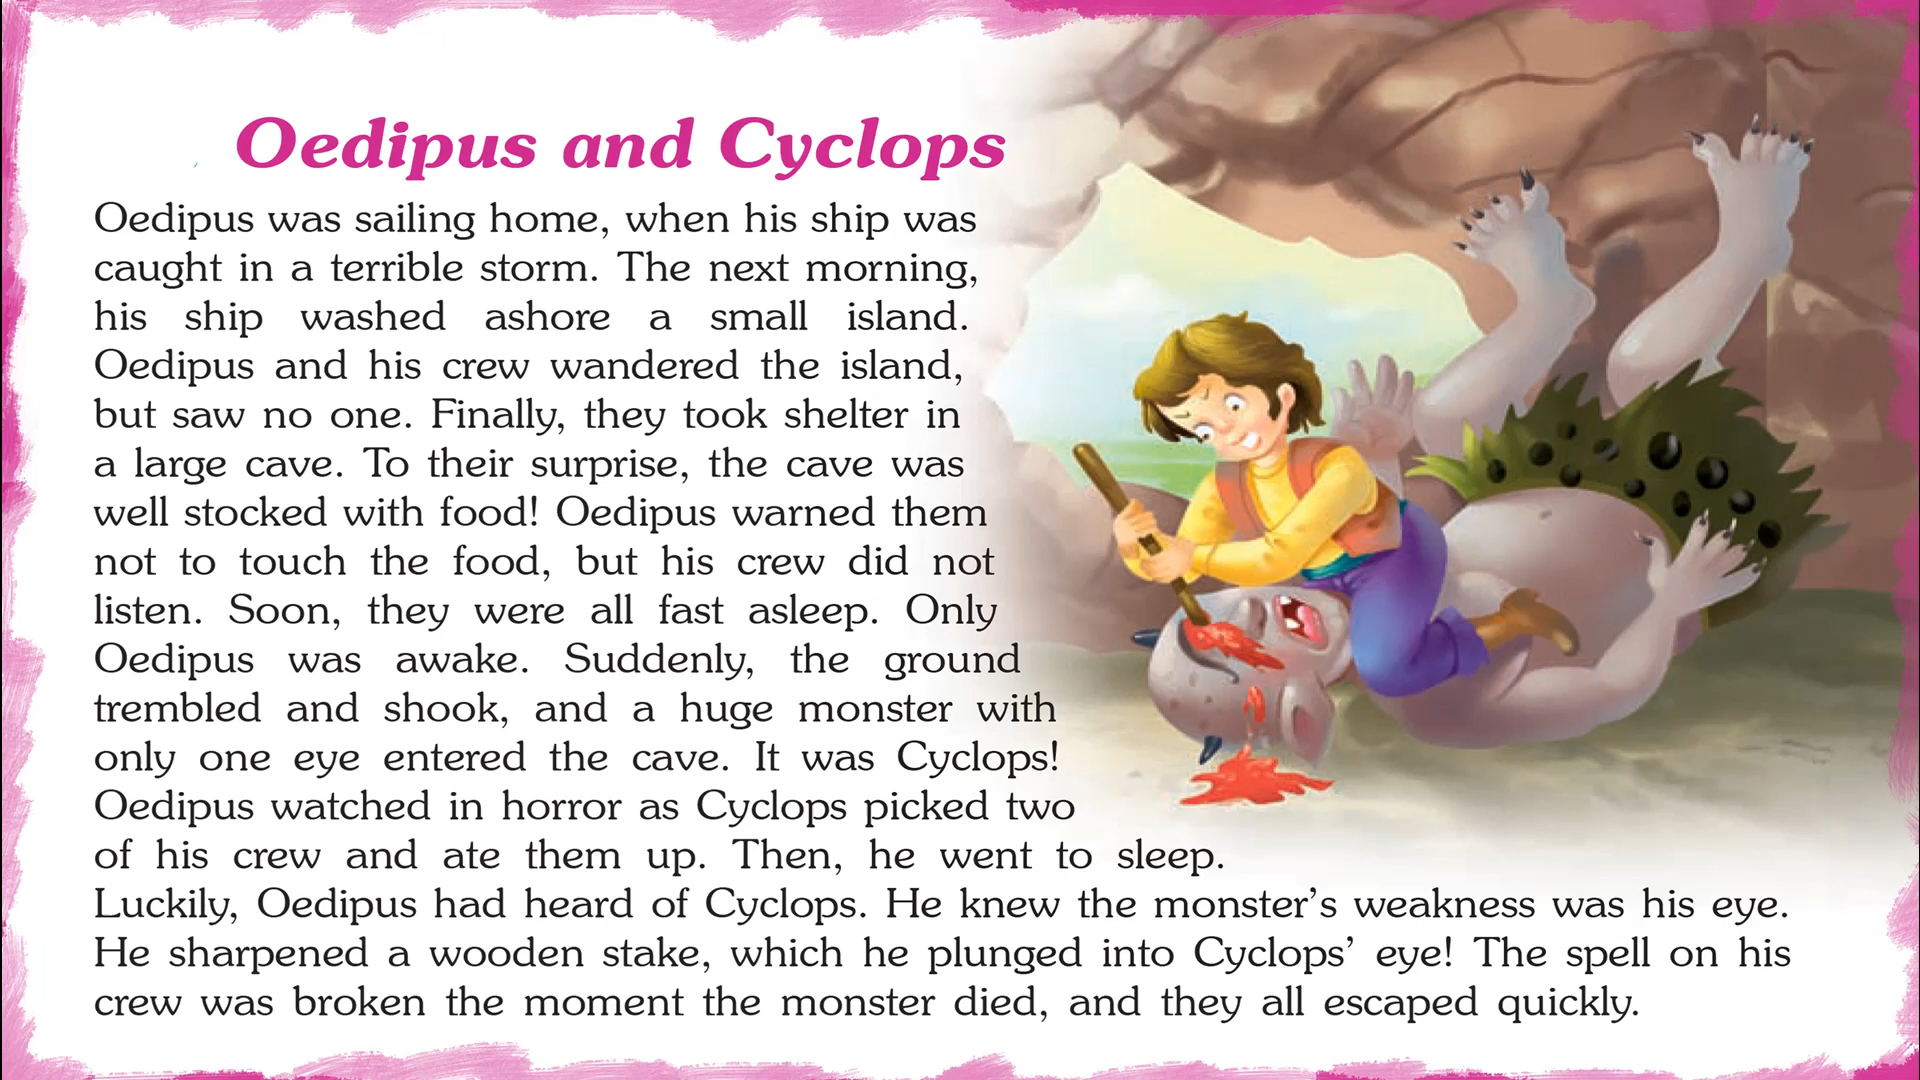 Oedipus and Cyclops
Oedipus was sailing home, when his ship was
caught in a terrible storm. The next morning,
his ship washed ashore a small island.
Oedipus and his crew wandered the island,
but saw no one. Finally, they took shelter in
a large cave. To their surprise, the cave was
well stocked with food! Oedipus warned them
not to touch the food, but his crew did not
listen. Soon, they were all fast asleep. Only
Oedipus was awake. Suddenly, the ground
trembled and shook, and a huge monster with
only one eye entered the cave. It was Cyclops!
Oedipus watched in horror as Cyclops picked two
of his crew and ate them up. Then, he went to sleep.
Luckily, Oedipus had heard of Cyclops. He knew the monster’s weakness was his eye.
He sharpened a wooden stake, which he plunged into Cyclops’ eye! The spell on his
crew was broken the moment the monster died, and they all escaped quickly.